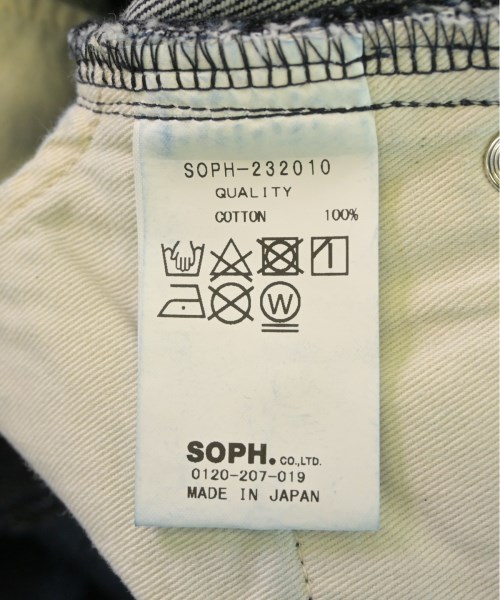 SOPH-232010
QUALITY
COTTON 100%
W
SOPH. CO.,LTD.
0120-207-019
MADE IN JAPAN